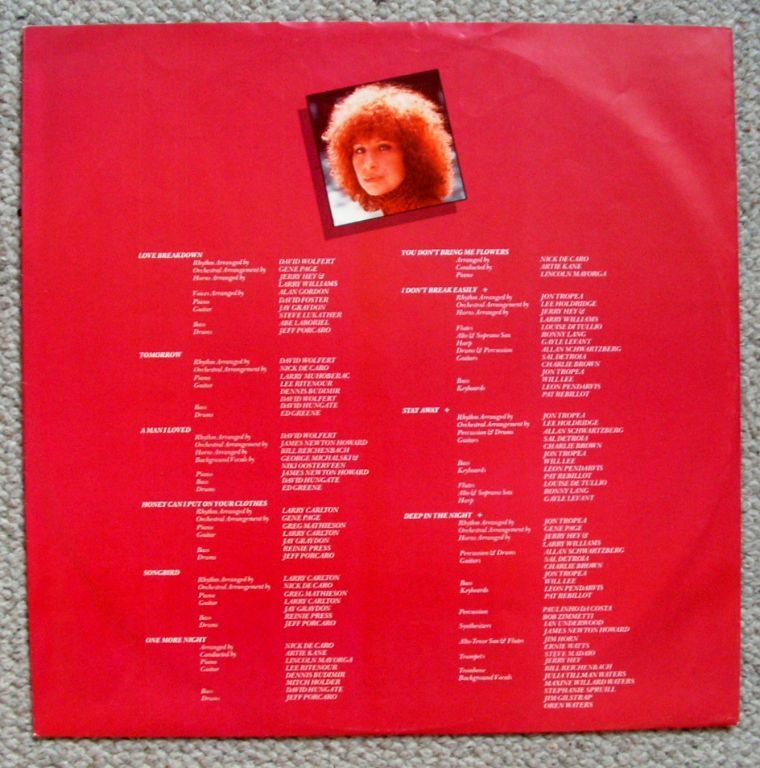 LOVE BREAKDOWN
Rhythm Arranged by DAVID WOLFERT
Orchestral Arrangement by GENE PAGE
Horns Arranged by JERRY HEY &
LARRY WILLIAMS
Voices Arranged by ALAN GORDON
Piano DAVID FOSTER
Guitar JAY GRAYDON
STEVE LUKATHER
Bass ABE LABORIEL
Drums JEFF PORCARO
TOMORROW
Rhythm Arranged by DAVID WOLFERT
Orchestral Arrangement by NICK DE CARO
Piano LARRY MUHOBERAC
Guitar LEE RITENOUR
DENNIS BUDIMIR
DAVID WOLFERT
Bass DAVID HUNGATE
Drums ED GREENE
A MAN I LOVED
Rhythm Arranged by DAVID WOLFERT
Orchestral Arrangement by JAMES NEWTON HOWARD
Horns Arranged by BILL REICHENBACH
Background Vocals by GEORGE MICHALSKI &
NIKI OOSTERVEEN
Piano JAMES NEWTON HOWARD
Bass DAVID HUNGATE
Drums ED GREENE
HONEY CAN I PUT ON YOUR CLOTHES
Rhythm Arranged by LARRY CARLTON
Orchestral Arrangement by GENE PAGE
Piano GREG MATHIESON
Guitar LARRY CARLTON
JAY GRAYDON
Bass REINIE PRESS
Drums JEFF PORCARO
SONGBIRD
Rhythm Arranged by LARRY CARLTON
Orchestral Arrangement by NICK DE CARO
Piano GREG MATHIESON
Guitar LARRY CARLTON
JAY GRAYDON
Bass REINIE PRESS
Drums JEFF PORCARO
ONE MORE NIGHT
Arranged by NICK DE CARO
Conducted by ARTIE KANE
Piano LINCOLN MAYORGA
Guitar LEE RITENOUR
DENNIS BUDIMIR
MITCH HOLDER
Bass DAVID HUNGATE
Drums JEFF PORCARO
YOU DON'T BRING ME FLOWERS
Arranged by NICK DE CARO
Conducted by ARTIE KANE
Piano LINCOLN MAYORGA
I DON'T BREAK EASILY +
Rhythm Arranged by JON TROPEA
Orchestral Arrangement by LEE HOLDRIDGE
Horns Arranged by JERRY HEY &
LARRY WILLIAMS
Flutes LOUISE DI TULLIO
Alto & Soprano Sax RONNY LANG
Harp GAYLE LEVANT
Drums & Percussion ALLAN SCHWARTZBERG
Guitars SAL DETROIA
CHARLIE BROWN
JON TROPEA
Bass WILL LEE
Keyboards LEON PENDARVIS
PAT REBILLOT
STAY AWAY +
Rhythm Arranged by JON TROPEA
Orchestral Arrangement by LEE HOLDRIDGE
Percussion & Drums ALLAN SCHWARTZBERG
Guitars SAL DETROIA
CHARLIE BROWN
JON TROPEA
Bass WILL LEE
Keyboards LEON PENDARVIS
PAT REBILLOT
Flutes LOUISE DE TULLIO
Alto & Soprano Sax RONNY LANG
Harp GAYLE LEVANT
DEEP IN THE NIGHT +
Rhythm Arranged by JON TROPEA
Orchestral Arrangement by GENE PAGE
Horns Arranged by JERRY HEY &
LARRY WILLIAMS
Percussion & Drums ALLAN SCHWARTZBERG
Guitars SAL DETROIA
CHARLIE BROWN
JON TROPEA
Bass WILL LEE
Keyboards LEON PENDARVIS
PAT REBILLOT
Percussion PAULINHO DA COSTA
BOB ZIMMITTI
Synthesizers IAN UNDERWOOD
JAMES NEWTON HOWARD
Alto-Tenor Sax & Flutes JIM HORN
ERNIE WATTS
Trumpets STEVE MADAIO
JERRY HEY
Trombone BILL REICHENBACH
Background Vocals JULIA TILLMAN WATERS
MAXINE WILLARD WATERS
STEPHANIE SPRUILL
JIM GILSTRAP
OREN WATERS